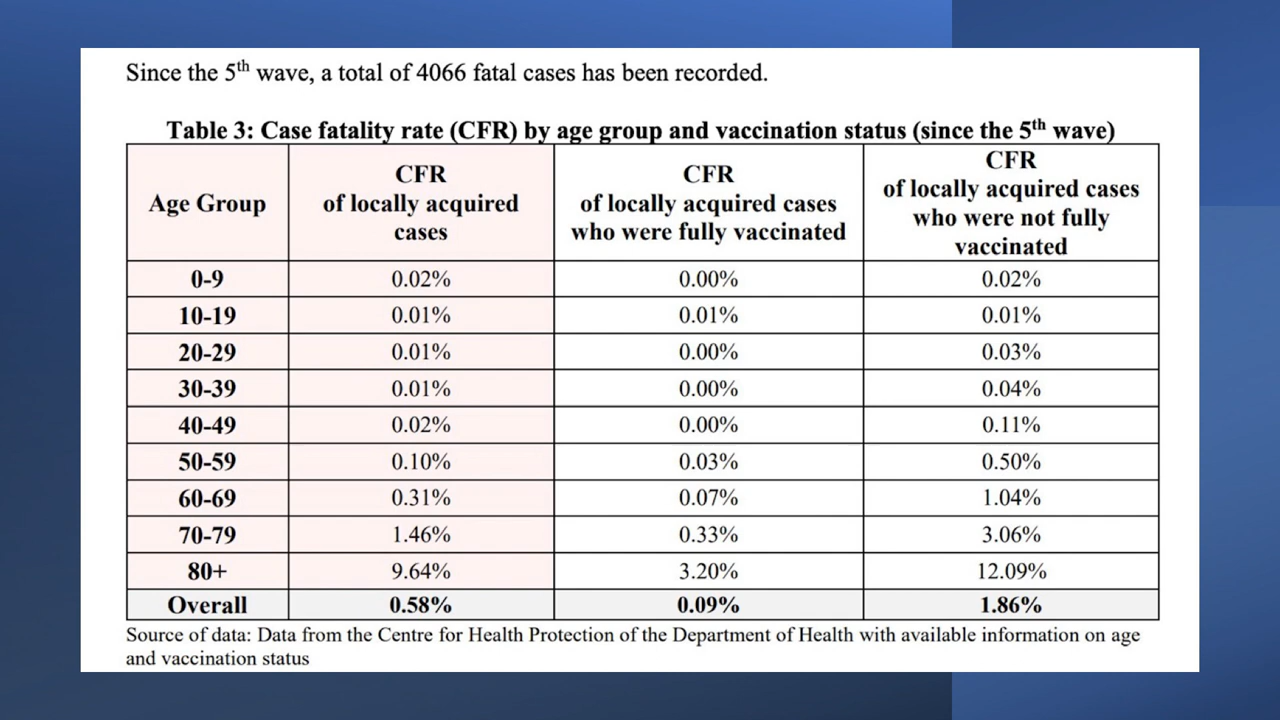 Since the 5th wave, a total of 4066 fatal cases has been recorded.
Table 3: Case fatality rate (CFR) by age group and vaccination status (since the 5th wave)
Age Group
CFR
of locally acquired
cases
CFR
of locally acquired cases
who were fully vaccinated
CFR
of locally acquired cases
who were not fully
vaccinated
0-9 0.02% 0.00% 0.02%
10-19 0.01% 0.01% 0.01%
20-29 0.01% 0.00% 0.03%
30-39 0.01% 0.00% 0.04%
40-49 0.02% 0.00% 0.11%
50-59 0.10% 0.03% 0.50%
60-69 0.31% 0.07% 1.04%
70-79 1.46% 0.33% 3.06%
80+ 9.64% 3.20% 12.09%
Overall 0.58% 0.09% 1.86%
Source of data: Data from the Centre for Health Protection of the Department of Health with available information on age
and vaccination status